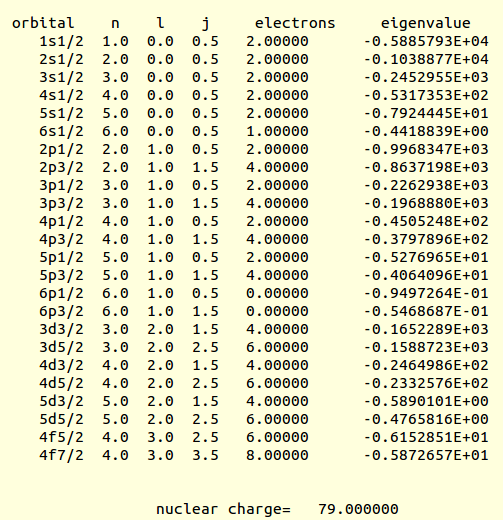 orbital n l j electrons eigenvalue
1s1/2 1.0 0.0 0.5 2.00000 -0.5885793E+04
2s1/2 2.0 0.0 0.5 2.00000 -0.1038877E+04
3s1/2 3.0 0.0 0.5 2.00000 -0.2452955E+03
4s1/2 4.0 0.0 0.5 2.00000 -0.5317353E+02
5s1/2 5.0 0.0 0.5 2.00000 -0.7924445E+01
6s1/2 6.0 0.0 0.5 1.00000 -0.4418839E+00
2p1/2 2.0 1.0 0.5 2.00000 -0.9968347E+03
2p3/2 2.0 1.0 1.5 4.00000 -0.8637198E+03
3p1/2 3.0 1.0 0.5 2.00000 -0.2262938E+03
3p3/2 3.0 1.0 1.5 4.00000 -0.1968880E+03
4p1/2 4.0 1.0 0.5 2.00000 -0.4505248E+02
4p3/2 4.0 1.0 1.5 4.00000 -0.3797896E+02
5p1/2 5.0 1.0 0.5 2.00000 -0.5276965E+01
5p3/2 5.0 1.0 1.5 4.00000 -0.4064096E+01
6p1/2 6.0 1.0 0.5 0.00000 -0.9497264E-01
6p3/2 6.0 1.0 1.5 0.00000 -0.5468687E-01
3d3/2 3.0 2.0 1.5 4.00000 -0.1652289E+03
3d5/2 3.0 2.0 2.5 6.00000 -0.1588723E+03
4d3/2 4.0 2.0 1.5 4.00000 -0.2464986E+02
4d5/2 4.0 2.0 2.5 6.00000 -0.2332576E+02
5d3/2 5.0 2.0 1.5 4.00000 -0.5890101E+00
5d5/2 5.0 2.0 2.5 6.00000 -0.4765816E+00
4f5/2 4.0 3.0 2.5 6.00000 -0.6152851E+01
4f7/2 4.0 3.0 3.5 8.00000 -0.5872657E+01
nuclear charge= 79.000000